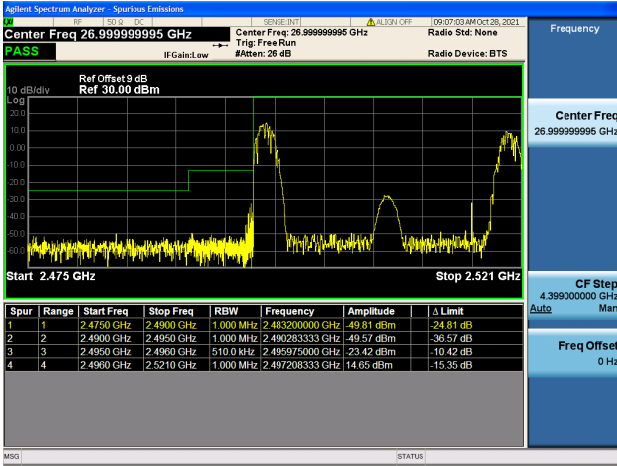 Agilent Spectrum Analyzer - Spurious Emissions
RF 50 Ω DC SENSE:INT ALIGN OFF 09:07:03 AM Oct 28, 2021
Center Freq 26.999999995 GHz
Center Freq: 26.999999995 GHz
Radio Std: None
Trig: Free Run
PASS
IFGain:Low
#Atten: 26 dB
Radio Device: BTS
Ref Offset 9 dB
10 dB/div Ref 30.00 dBm
Log
20.0
10.0
0.00
-10.0
-20.0
-30.0
-40.0
-50.0
-60.0
Start 2.475 GHz Stop 2.521 GHz
Spur Range Start Freq Stop Freq RBW Frequency Amplitude Δ Limit
1 1 2.4750 GHz 2.4900 GHz 1.000 MHz 2.483200000 GHz -49.81 dBm -24.81 dB
2 2 2.4900 GHz 2.4950 GHz 1.000 MHz 2.490283333 GHz -49.57 dBm -36.57 dB
3 3 2.4950 GHz 2.4960 GHz 510.0 kHz 2.495975000 GHz -23.42 dBm -10.42 dB
4 4 2.4960 GHz 2.5210 GHz 1.000 MHz 2.497208333 GHz 14.65 dBm -15.35 dB
Frequency
Center Freq
26.999999995 GHz
CF Step
4.399000000 GHz
Auto Man
Freq Offset
0 Hz
MSG STATUS